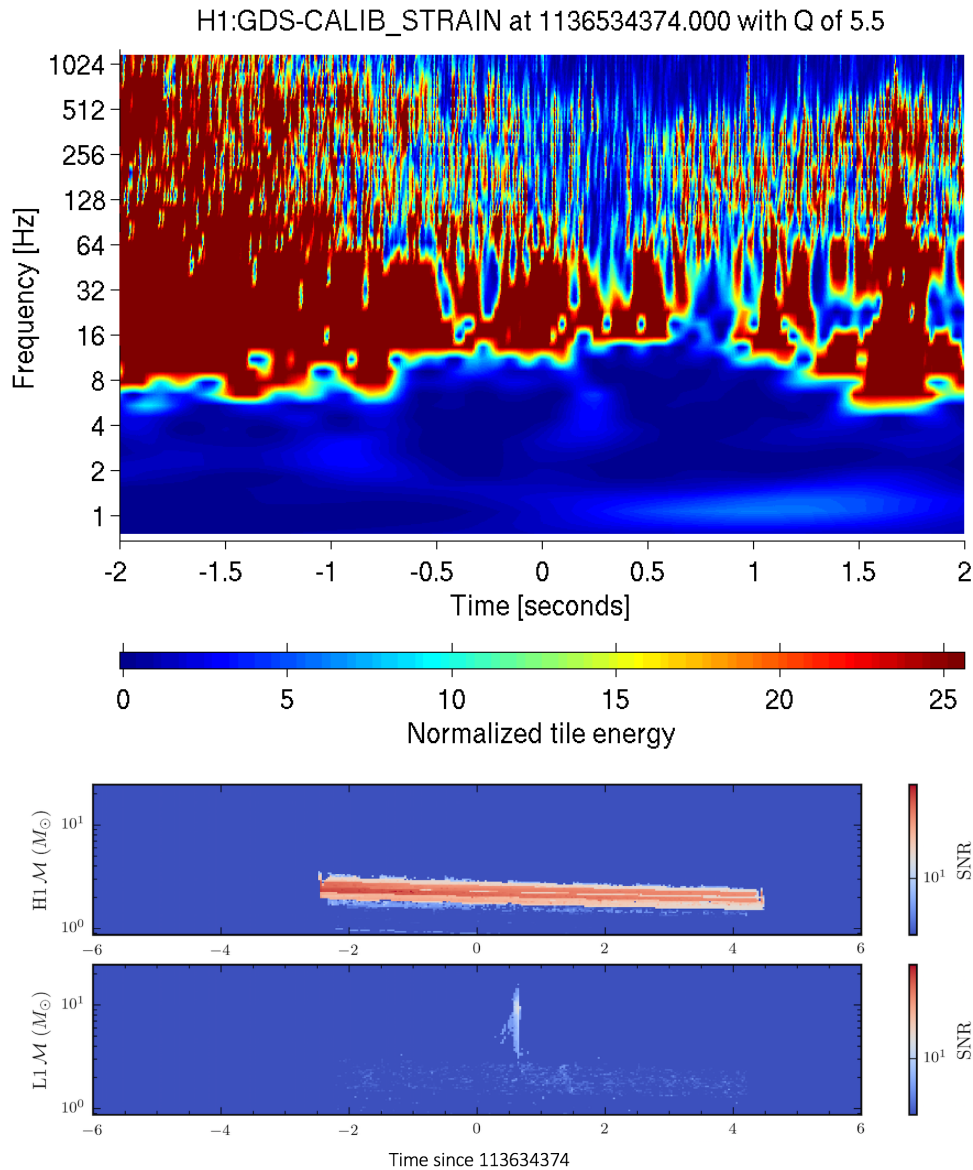 H1:GDS-CALIB_STRAIN at 1136534374.000 with Q of 5.5
1024
512
256
128
64
32
16
8
4
2
1
Frequency [Hz]
-2 -1.5 -1 -0.5 0 0.5 1 1.5 2
Time [seconds]
0 5 10 15 20 25
Normalized tile energy
H1 ℳ (M⊙)
10¹
10⁰
−6 −4 −2 0 2 4 6
10¹
SNR
L1 ℳ (M⊙)
10¹
10⁰
−6 −4 −2 0 2 4 6
10¹
SNR
Time since 113634374